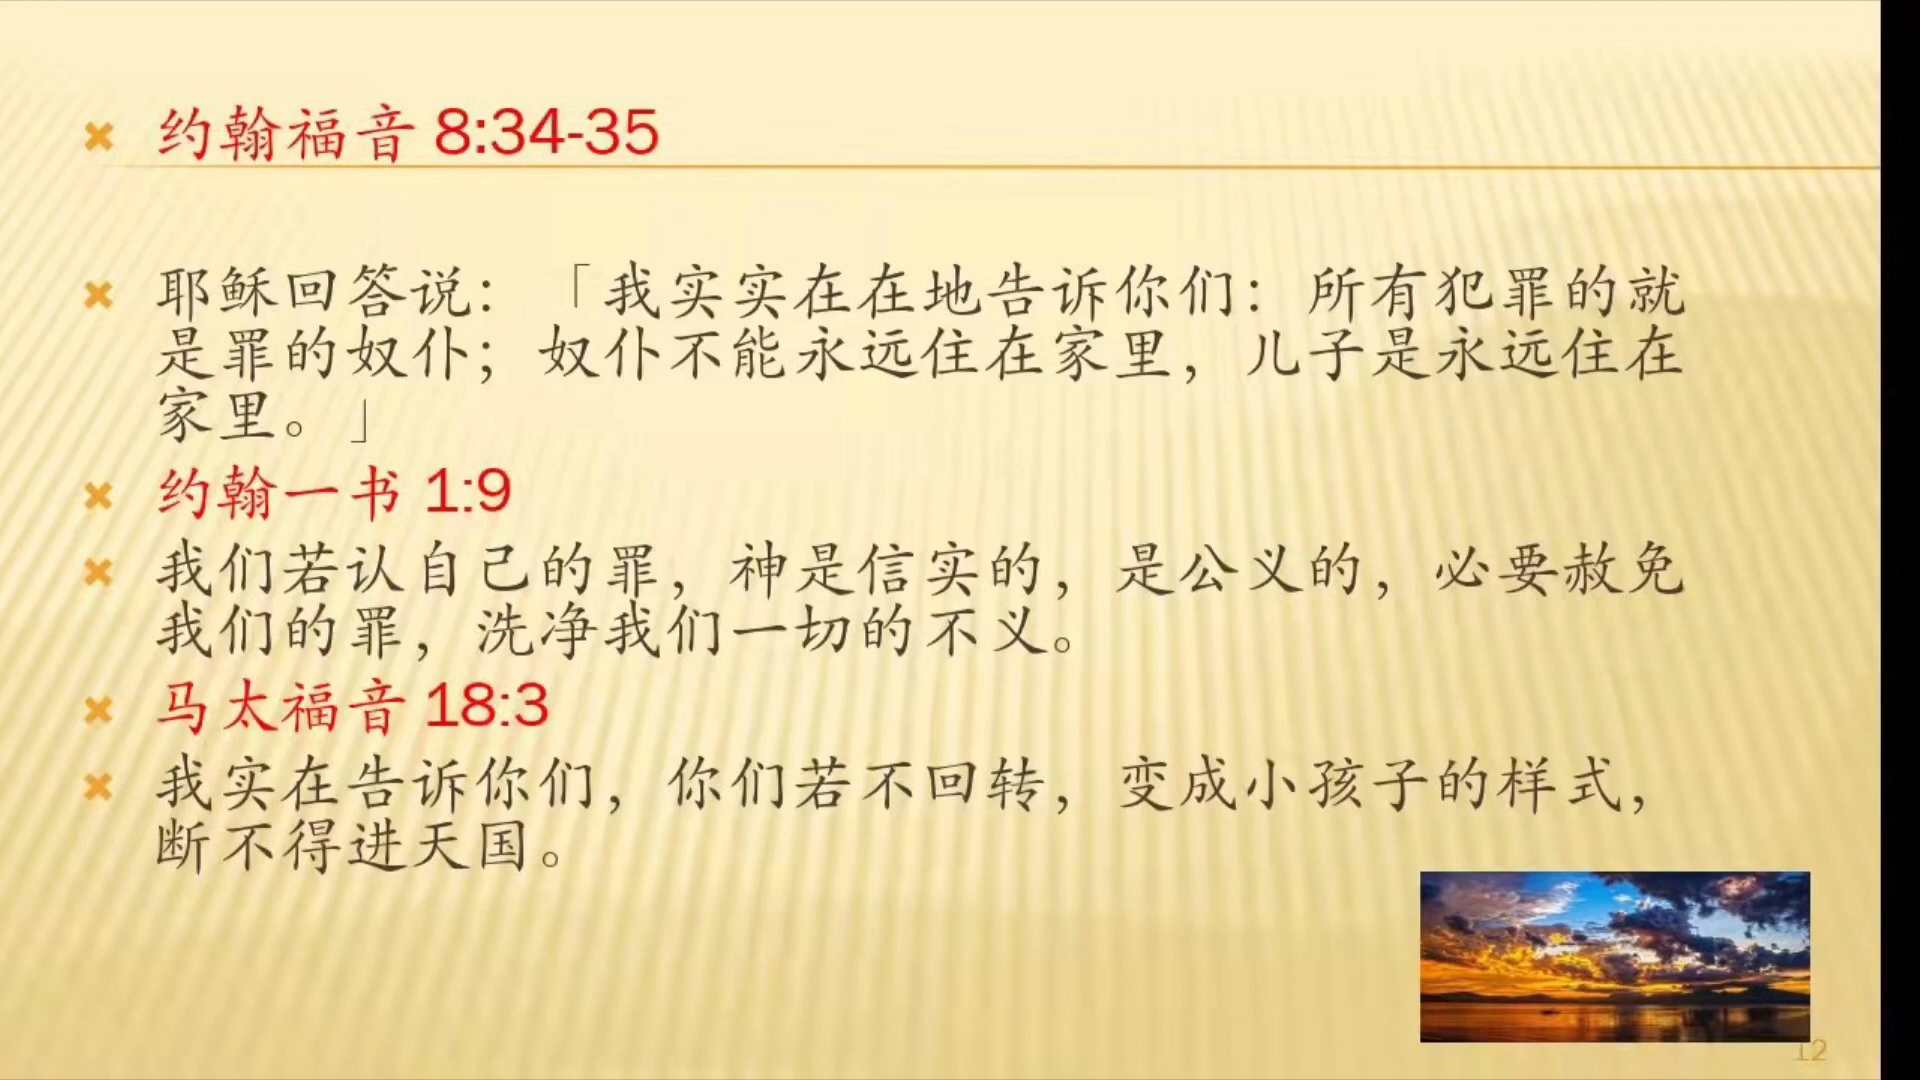 约翰福音 8:34-35
耶稣回答说：「我实实在在地告诉你们：所有犯罪的就
是罪的奴仆；奴仆不能永远住在家里，儿子是永远住在
家里。」
约翰一书 1:9
我们若认自己的罪，神是信实的，是公义的，必要赦免
我们的罪，洗净我们一切的不义。
马太福音 18:3
我实在告诉你们，你们若不回转，变成小孩子的样式，
断不得进天国。
12